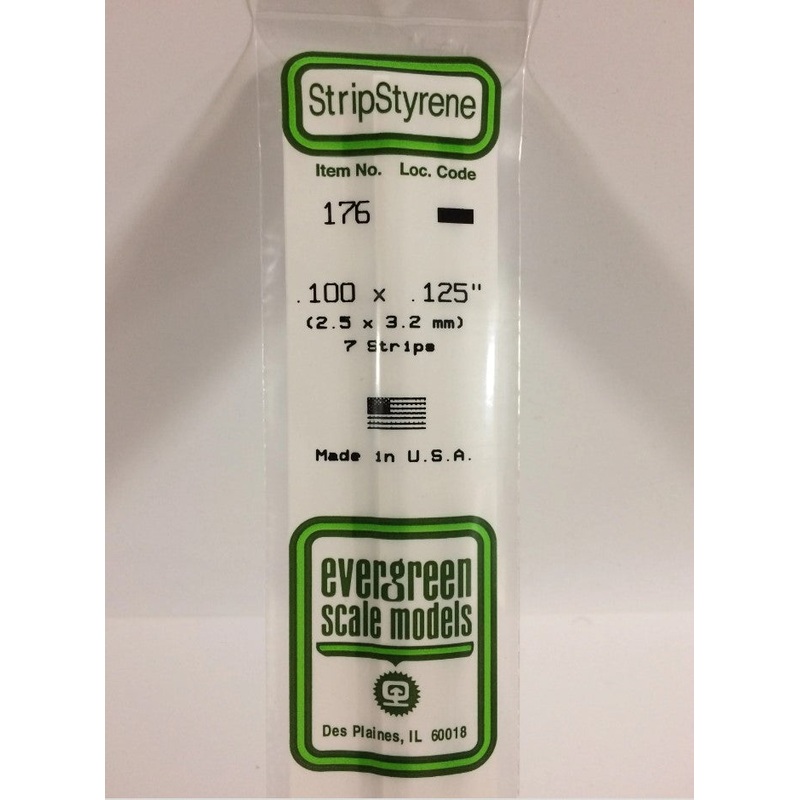 StripStyrene
Item No. Loc. Code
176
.100 x .125"
(2.5 x 3.2 mm)
7 Strips
Made in U.S.A.
evergreen
scale models
Des Plaines, IL 60018